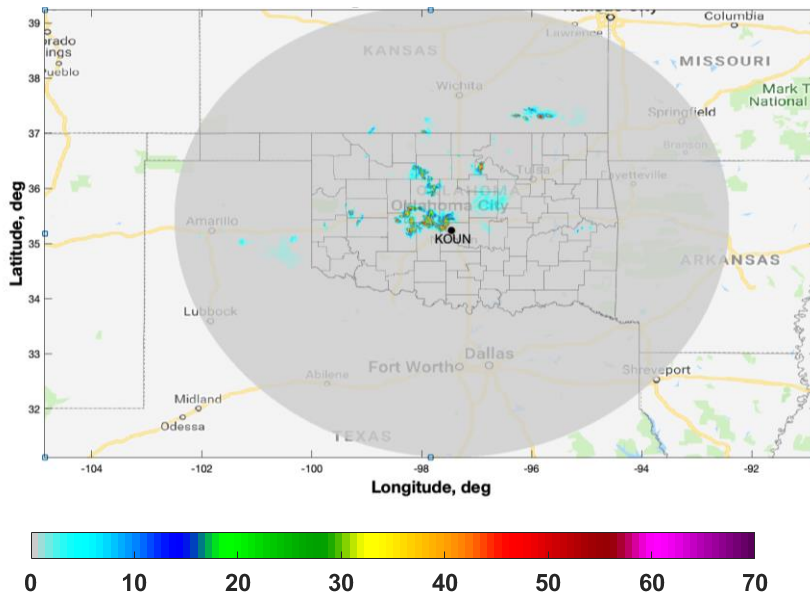 39
38
37
36
35
34
33
32
Latitude, deg
Columbia
Lawrence
KANSAS
MISSOURI
Pueblo
Wichita
Mark T
National
Springfield
Branson
Tulsa
Fayetteville
OKLAHOMA
Oklahoma City
Amarillo
KOUN
ARKANSAS
Lubbock
Dallas
Fort Worth
Abilene
Shreveport
Midland
Odessa
TEXAS
-104 -102 -100 -98 -96 -94 -92
Longitude, deg
0 10 20 30 40 50 60 70